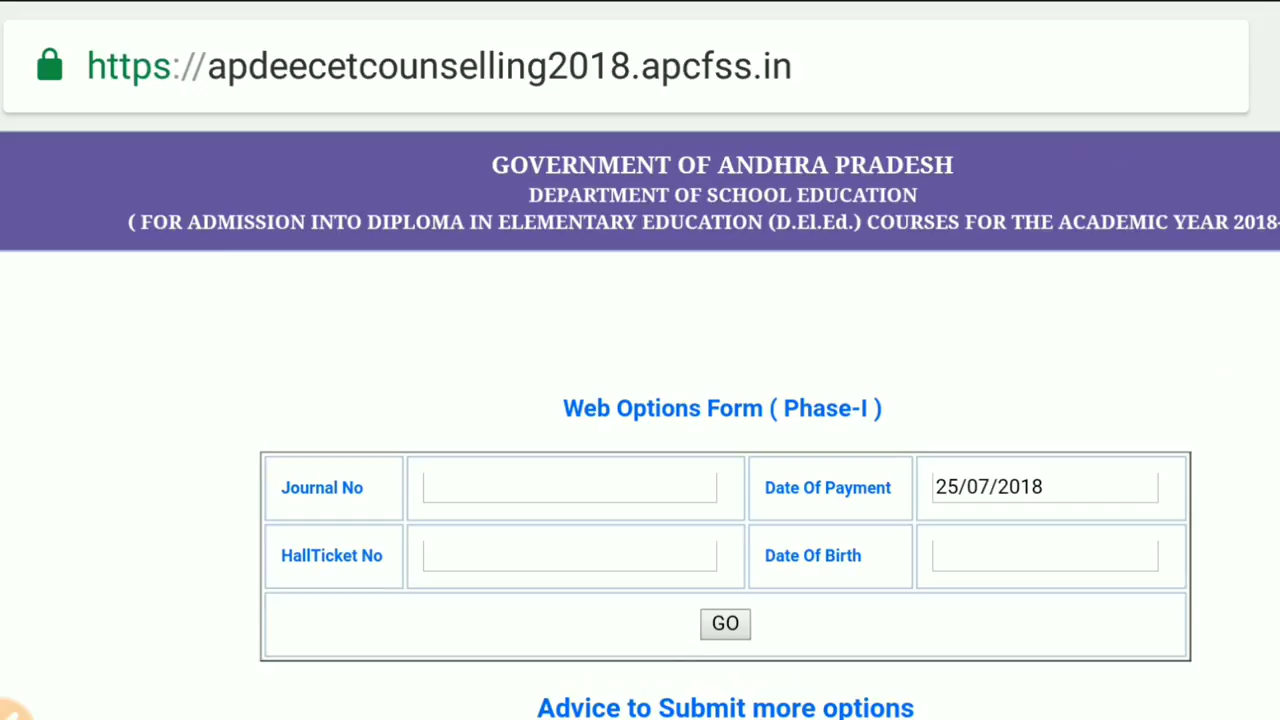 https://apdeecetcounselling2018.apcfss.in
GOVERNMENT OF ANDHRA PRADESH
DEPARTMENT OF SCHOOL EDUCATION
( FOR ADMISSION INTO DIPLOMA IN ELEMENTARY EDUCATION (D.El.Ed.) COURSES FOR THE ACADEMIC YEAR 2018-
Web Options Form ( Phase-I )
Journal No Date Of Payment 25/07/2018
HallTicket No Date Of Birth
GO
Advice to Submit more options